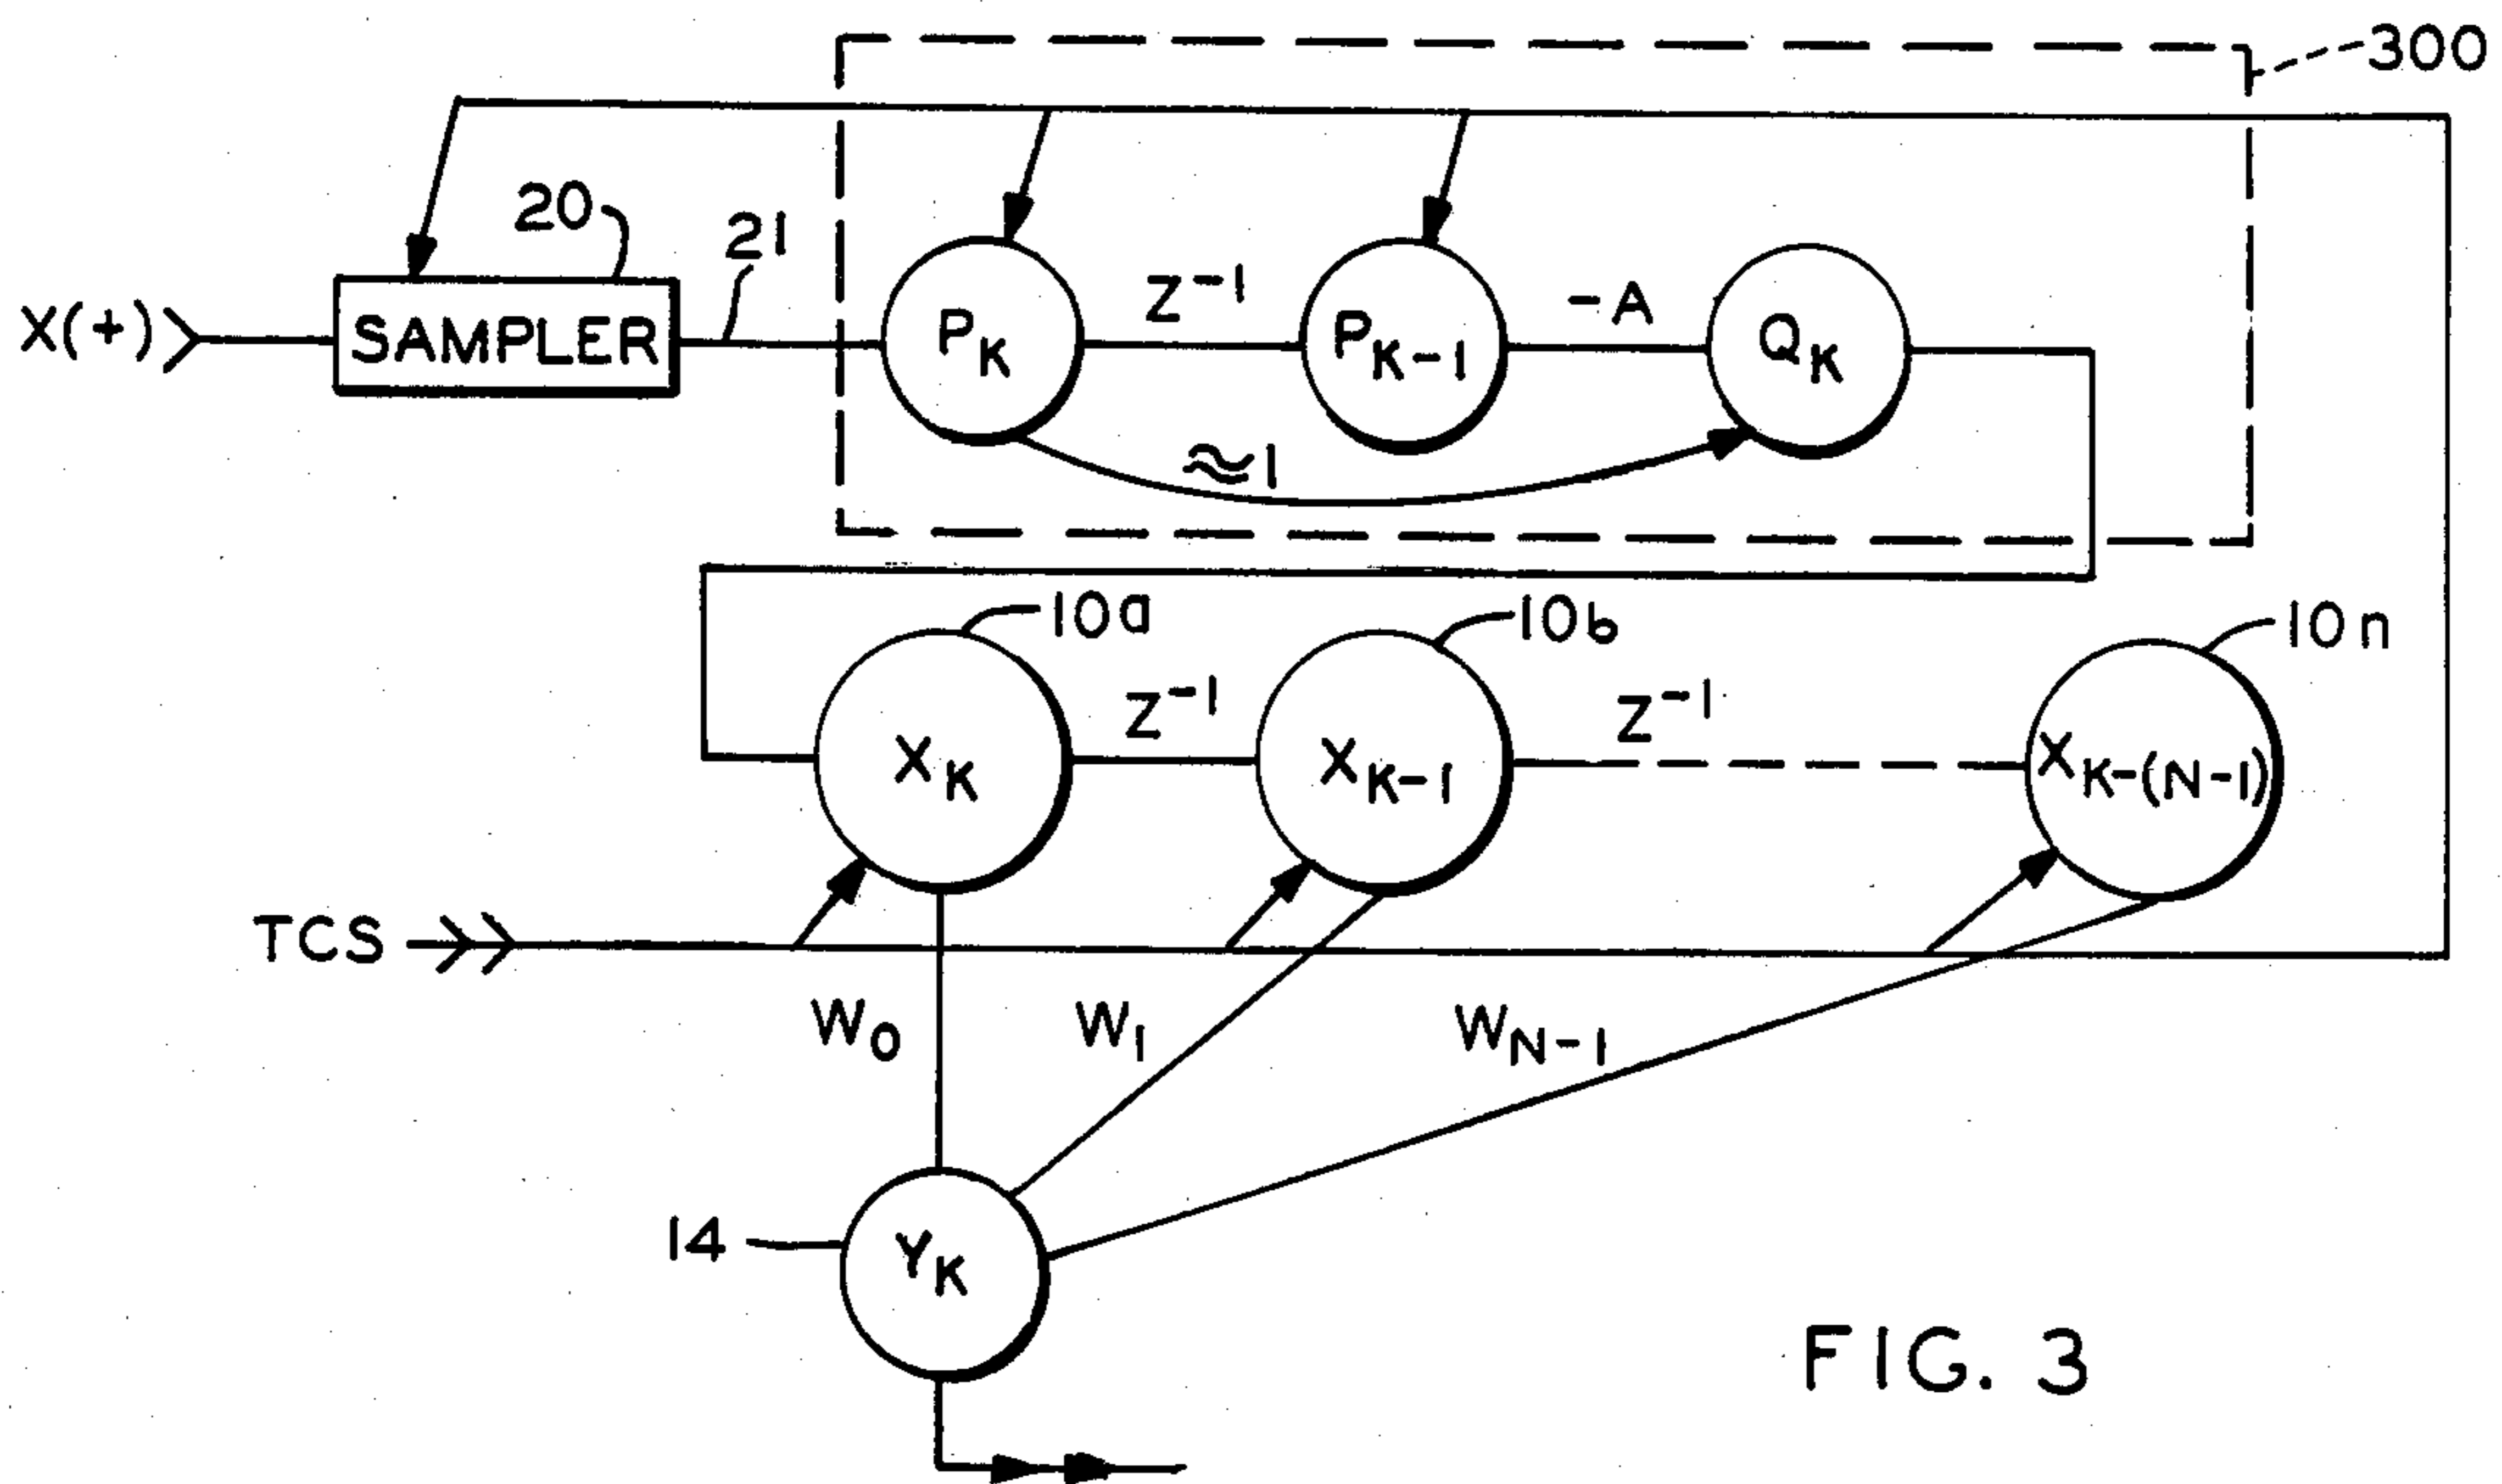 300
20
21
X(+)
SAMPLER
P_K
Z^-1
P_K-1
-A
Q_K
≈1
10a
10b
10n
X_K
Z^-1
X_K-1
Z^-1
X_K-(N-1)
TCS
W_0
W_1
W_N-1
14
Y_K
FIG. 3